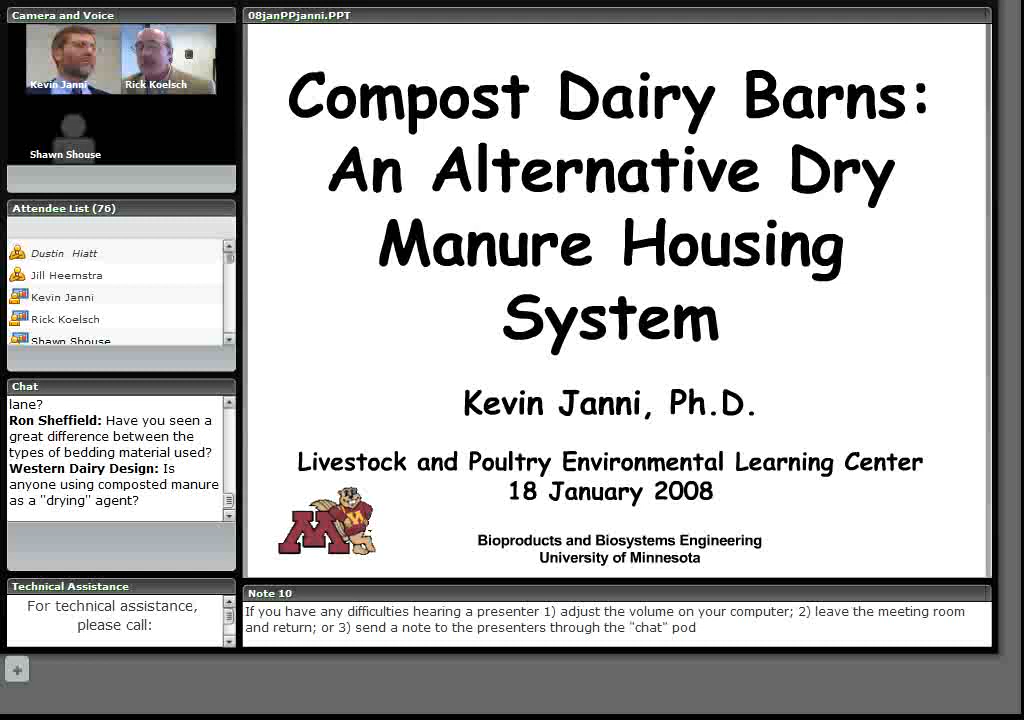 Camera and Voice
Kevin Janni
Rick Koelsch
Shawn Shouse
Attendee List (76)
Dustin Hiatt
Jill Heemstra
Kevin Janni
Rick Koelsch
Shawn Shouse
Chat
lane?
Ron Sheffield: Have you seen a
great difference between the
types of bedding material used?
Western Dairy Design: Is
anyone using composted manure
as a "drying" agent?
Technical Assistance
For technical assistance,
please call:
08janPPjanni.PPT
Compost Dairy Barns:
An Alternative Dry
Manure Housing
System
Kevin Janni, Ph.D.
Livestock and Poultry Environmental Learning Center
18 January 2008
M
Bioproducts and Biosystems Engineering
University of Minnesota
Note 10
If you have any difficulties hearing a presenter 1) adjust the volume on your computer; 2) leave the meeting room
and return; or 3) send a note to the presenters through the "chat" pod